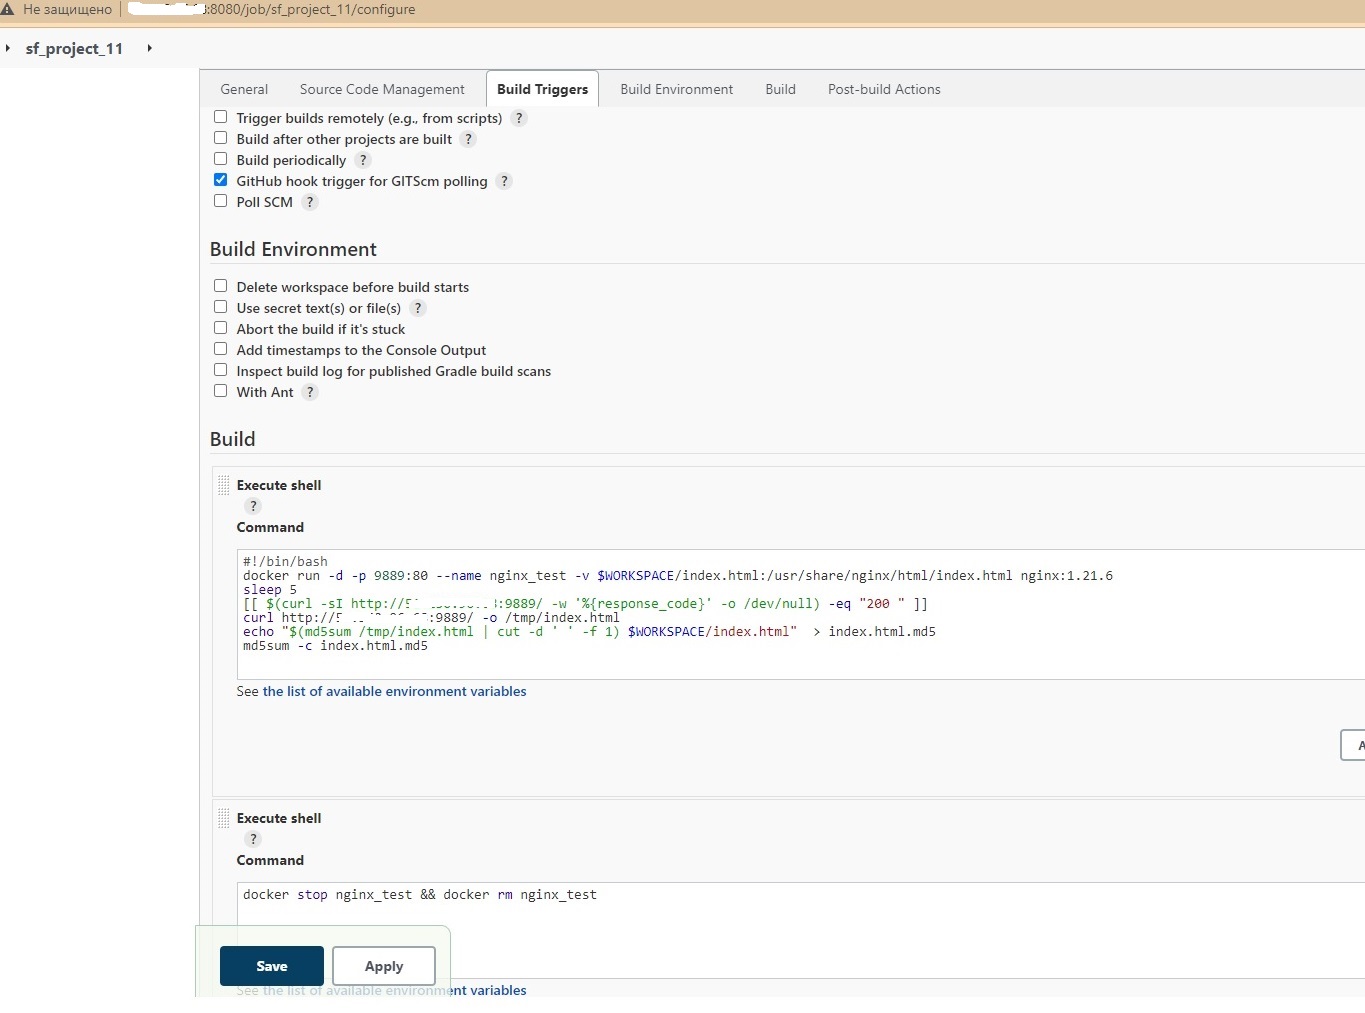 Не защищено
:8080/job/sf_project_11/configure
sf_project_11
General Source Code Management Build Triggers Build Environment Build Post-build Actions
Trigger builds remotely (e.g., from scripts) ?
Build after other projects are built ?
Build periodically ?
GitHub hook trigger for GITScm polling ?
Poll SCM ?
Build Environment
Delete workspace before build starts
Use secret text(s) or file(s) ?
Abort the build if it's stuck
Add timestamps to the Console Output
Inspect build log for published Gradle build scans
With Ant ?
Build
Execute shell
?
Command
#!/bin/bash
docker run -d -p 9889:80 --name nginx_test -v $WORKSPACE/index.html:/usr/share/nginx/html/index.html nginx:1.21.6
sleep 5
[[ $(curl -sI http:// :9889/ -w '%{response_code}' -o /dev/null) -eq "200 " ]]
curl http:// :9889/ -o /tmp/index.html
echo "$(md5sum /tmp/index.html | cut -d ' ' -f 1) $WORKSPACE/index.html" > index.html.md5
md5sum -c index.html.md5
See the list of available environment variables
A
Execute shell
?
Command
docker stop nginx_test && docker rm nginx_test
Save Apply
See the list of available environment variables